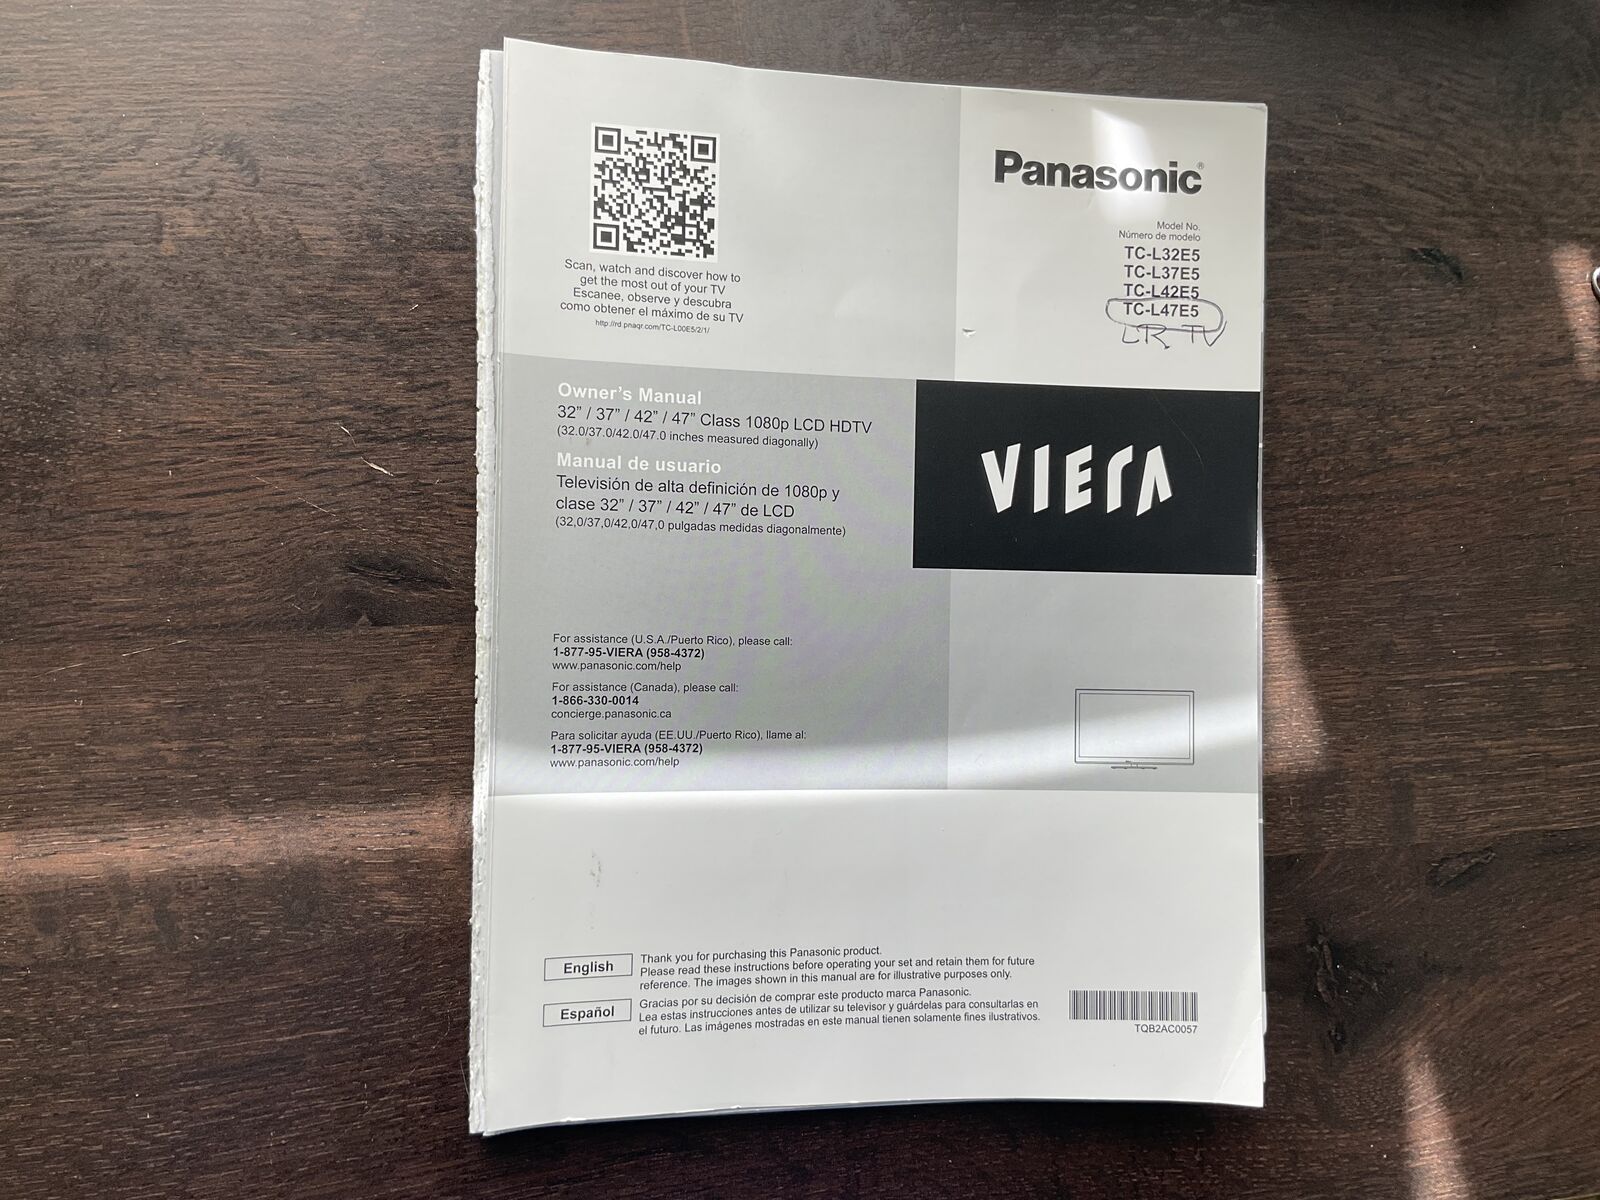 Scan, watch and discover how to
get the most out of your TV
Escanee, observe y descubra
como obtener el máximo de su TV
http://rd.pnaqr.com/TC-L00E5/2/1/
Panasonic®
Model No.
Número de modelo
TC-L32E5
TC-L37E5
TC-L42E5
TC-L47E5
LR TV
Owner's Manual
32” / 37” / 42” / 47” Class 1080p LCD HDTV
(32.0/37.0/42.0/47.0 inches measured diagonally)
Manual de usuario
Televisión de alta definición de 1080p y
clase 32” / 37” / 42” / 47” de LCD
(32,0/37,0/42,0/47,0 pulgadas medidas diagonalmente)
VIERA
For assistance (U.S.A./Puerto Rico), please call:
1-877-95-VIERA (958-4372)
www.panasonic.com/help
For assistance (Canada), please call:
1-866-330-0014
concierge.panasonic.ca
Para solicitar ayuda (EE.UU./Puerto Rico), llame al:
1-877-95-VIERA (958-4372)
www.panasonic.com/help
English
Thank you for purchasing this Panasonic product.
Please read these instructions before operating your set and retain them for future
reference. The images shown in this manual are for illustrative purposes only.
Español
Gracias por su decisión de comprar este producto marca Panasonic.
Lea estas instrucciones antes de utilizar su televisor y guárdelas para consultarlas en
el futuro. Las imágenes mostradas en este manual tienen solamente fines ilustrativos.
TQB2AC0057